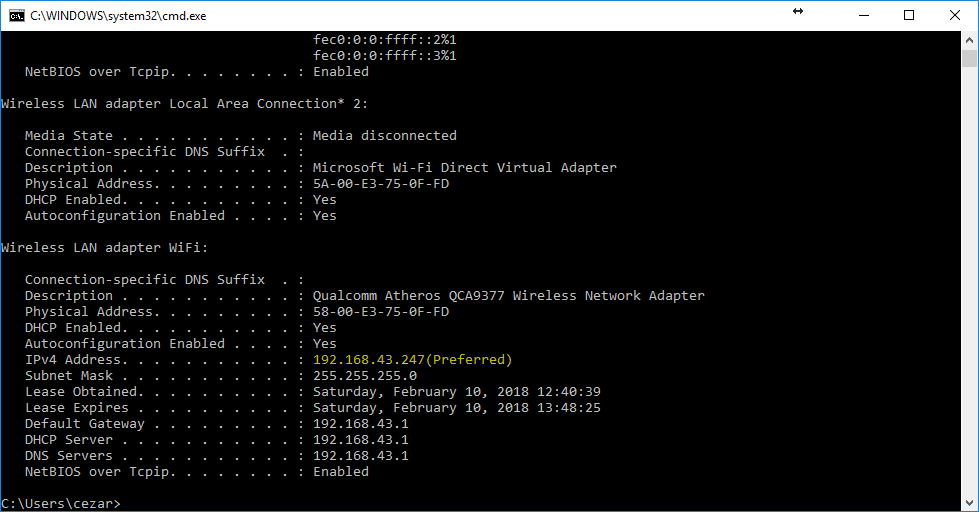 C:\WINDOWS\system32\cmd.exe
fec0:0:0:ffff::2%1
fec0:0:0:ffff::3%1
NetBIOS over Tcpip. . . . . . . . : Enabled
Wireless LAN adapter Local Area Connection* 2:
Media State . . . . . . . . . . . : Media disconnected
Connection-specific DNS Suffix  . :
Description . . . . . . . . . . . : Microsoft Wi-Fi Direct Virtual Adapter
Physical Address. . . . . . . . . : 5A-00-E3-75-0F-FD
DHCP Enabled. . . . . . . . . . . : Yes
Autoconfiguration Enabled . . . . : Yes
Wireless LAN adapter WiFi:
Connection-specific DNS Suffix  . :
Description . . . . . . . . . . . : Qualcomm Atheros QCA9377 Wireless Network Adapter
Physical Address. . . . . . . . . : 58-00-E3-75-0F-FD
DHCP Enabled. . . . . . . . . . . : Yes
Autoconfiguration Enabled . . . . : Yes
IPv4 Address. . . . . . . . . . . : 192.168.43.247(Preferred)
Subnet Mask . . . . . . . . . . . : 255.255.255.0
Lease Obtained. . . . . . . . . . : Saturday, February 10, 2018 12:40:39
Lease Expires . . . . . . . . . . : Saturday, February 10, 2018 13:48:25
Default Gateway . . . . . . . . . : 192.168.43.1
DHCP Server . . . . . . . . . . . : 192.168.43.1
DNS Servers . . . . . . . . . . . : 192.168.43.1
NetBIOS over Tcpip. . . . . . . . : Enabled
C:\Users\cezar>